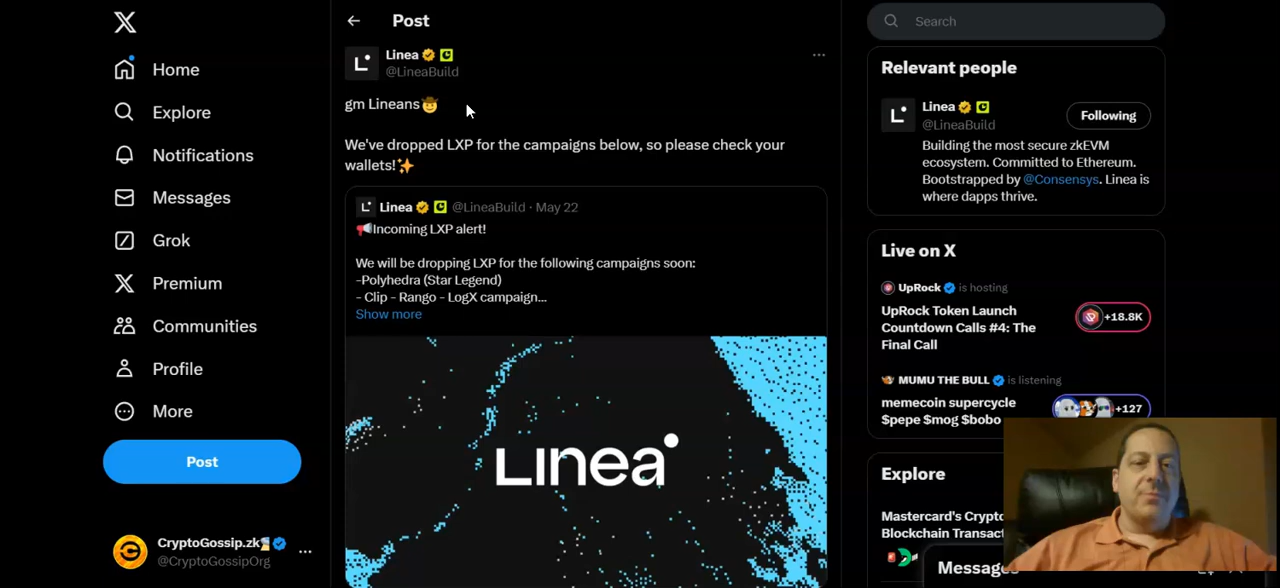 Home
Explore
Notifications
Messages
Grok
Premium
Communities
Profile
More
Post
CryptoGossip.zk
@CryptoGossipOrg
Post
Linea
@LineaBuild
gm Lineans🤠
We've dropped LXP for the campaigns below, so please check your
wallets!✨
Linea @LineaBuild · May 22
📢Incoming LXP alert!
We will be dropping LXP for the following campaigns soon:
-Polyhedra (Star Legend)
- Clip - Rango - LogX campaign...
Show more
Linea
Search
Relevant people
Linea
@LineaBuild
Following
Building the most secure zkEVM
ecosystem. Committed to Ethereum.
Bootstrapped by @Consensys. Linea is
where dapps thrive.
Live on X
UpRock is hosting
UpRock Token Launch
Countdown Calls #4: The
Final Call
+18.8K
MUMU THE BULL is listening
memecoin supercycle
$pepe $mog $bobo
+127
Explore
Mastercard's
Blockchain
Messages